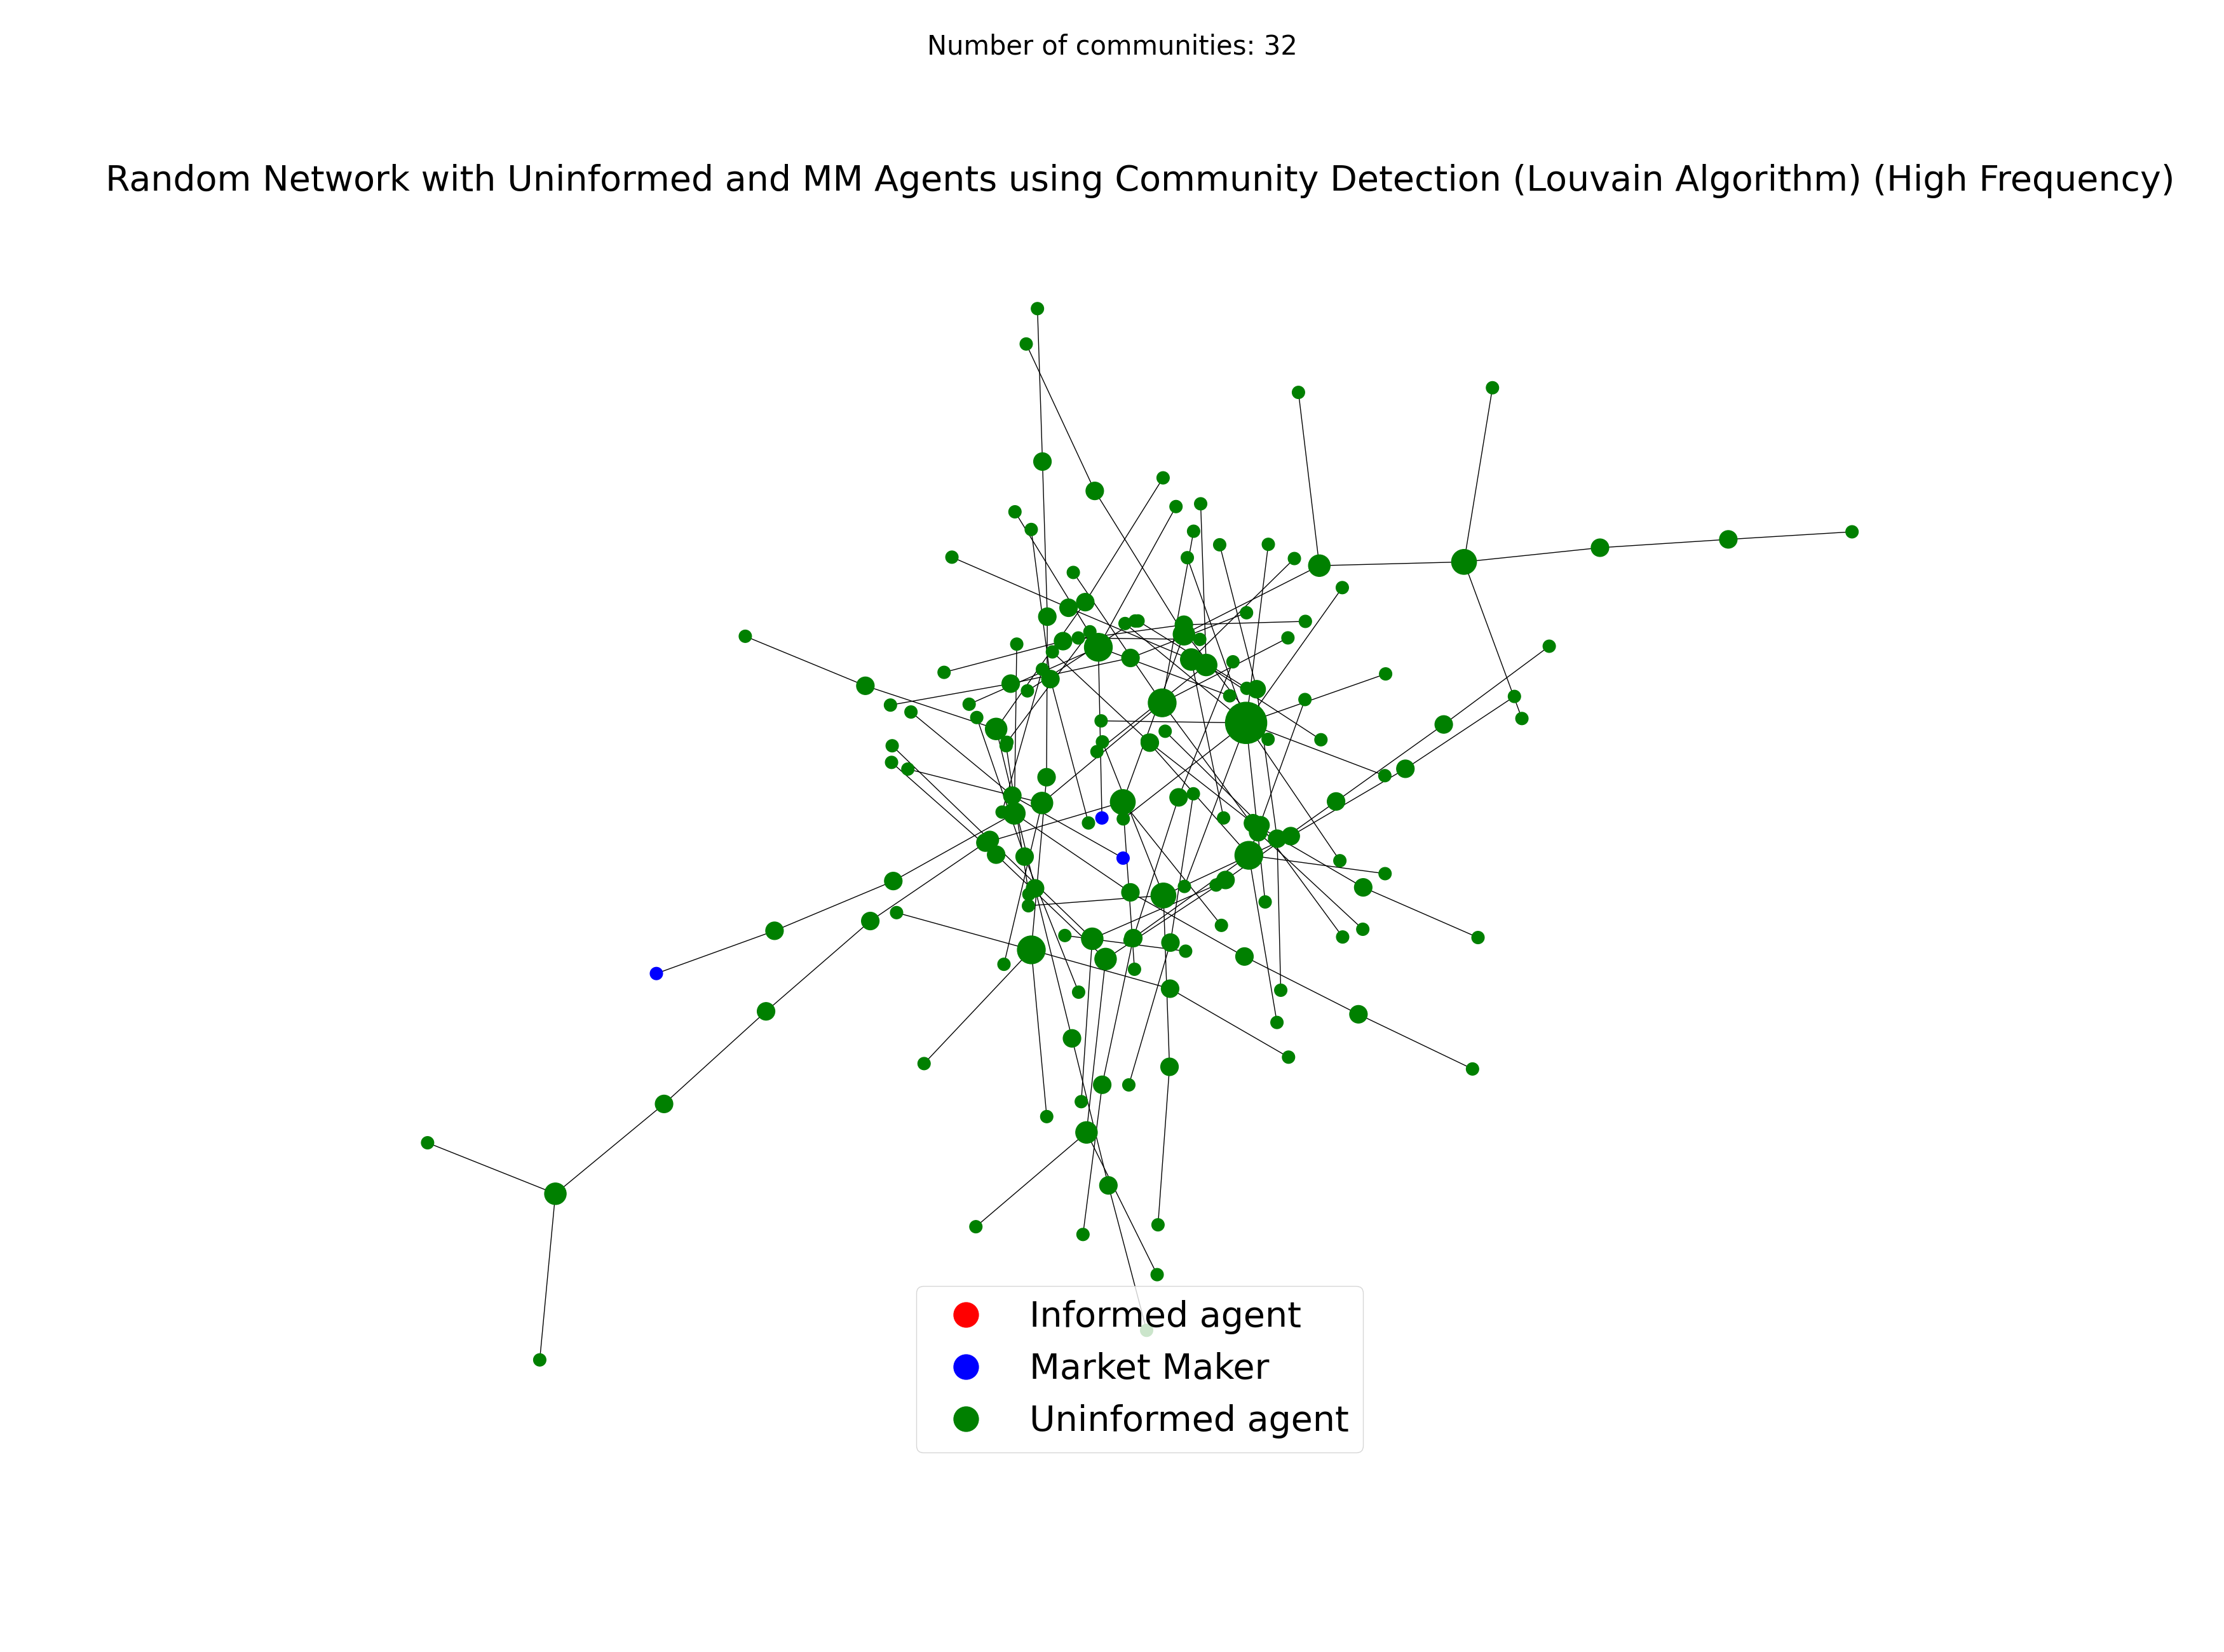 Number of communities: 32
Random Network with Uninformed and MM Agents using Community Detection (Louvain Algorithm) (High Frequency)
Informed agent
Market Maker
Uninformed agent